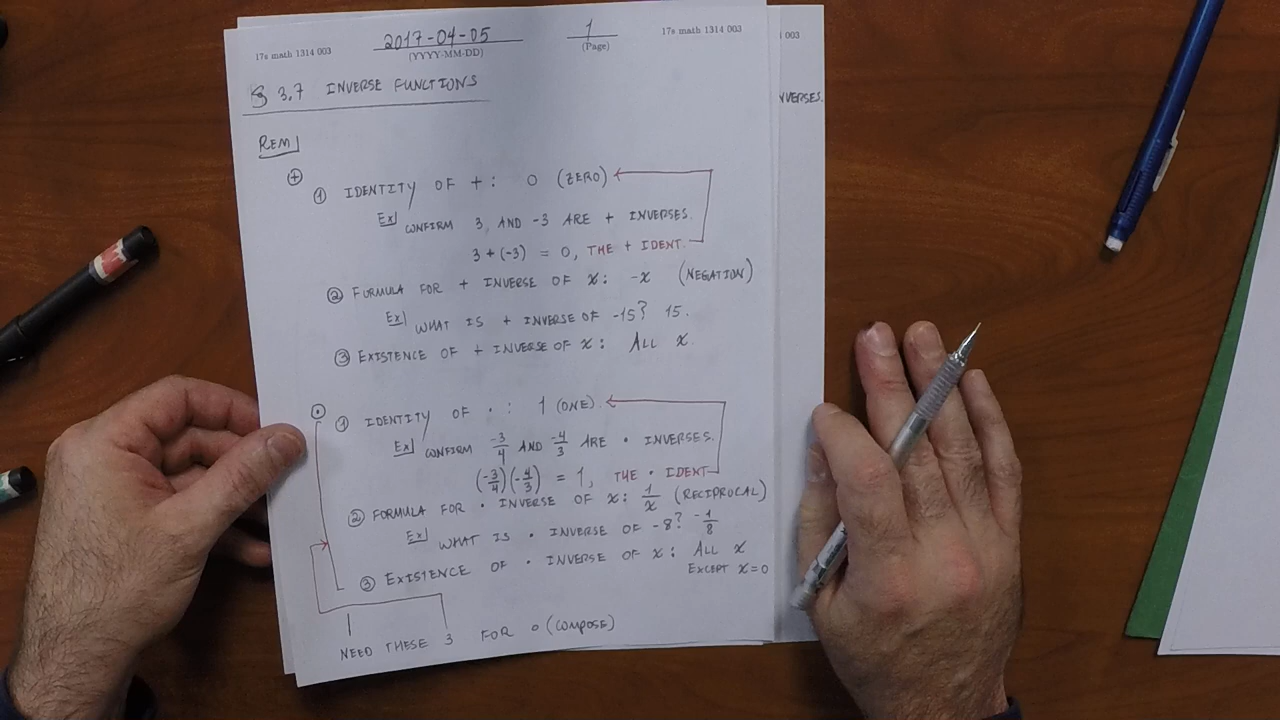 17s math 1314 003
2017-04-05
(YYYY-MM-DD)
1
(Page)
17s math 1314 003
003
§ 3.7 INVERSE FUNCTIONS
VERSES.
REM
+
① IDENTITY OF + : 0 (ZERO)
Ex CONFIRM 3, AND -3 ARE + INVERSES.
3 + (-3) = 0, THE + IDENT.
② FORMULA FOR + INVERSE OF x: -x (NEGATION)
Ex WHAT IS + INVERSE OF -15? 15.
③ EXISTENCE OF + INVERSE OF x: ALL x.
⊙
① IDENTITY OF · : 1 (ONE).
Ex CONFIRM -3/4 AND -4/3 ARE · INVERSES.
(-3/4)(-4/3) = 1, THE · IDENT
② FORMULA FOR · INVERSE OF x: 1/x (RECIPROCAL)
Ex WHAT IS · INVERSE OF -8? -1/8
③ EXISTENCE OF · INVERSE OF x: ALL x
EXCEPT x=0
NEED THESE 3 FOR o (COMPOSE)